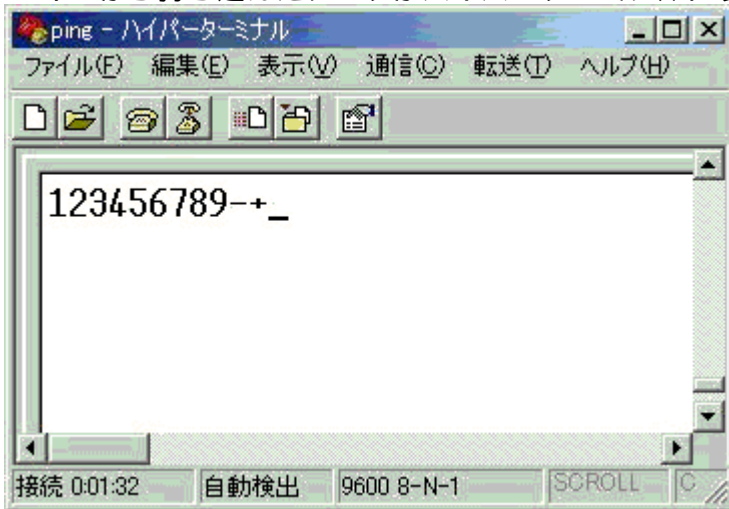 ping - ハイパーターミナル
ファイル(F) 編集(E) 表示(V) 通信(C) 転送(T) ヘルプ(H)
123456789-+_
接続 0:01:32 自動検出 9600 8-N-1 SCROLL C